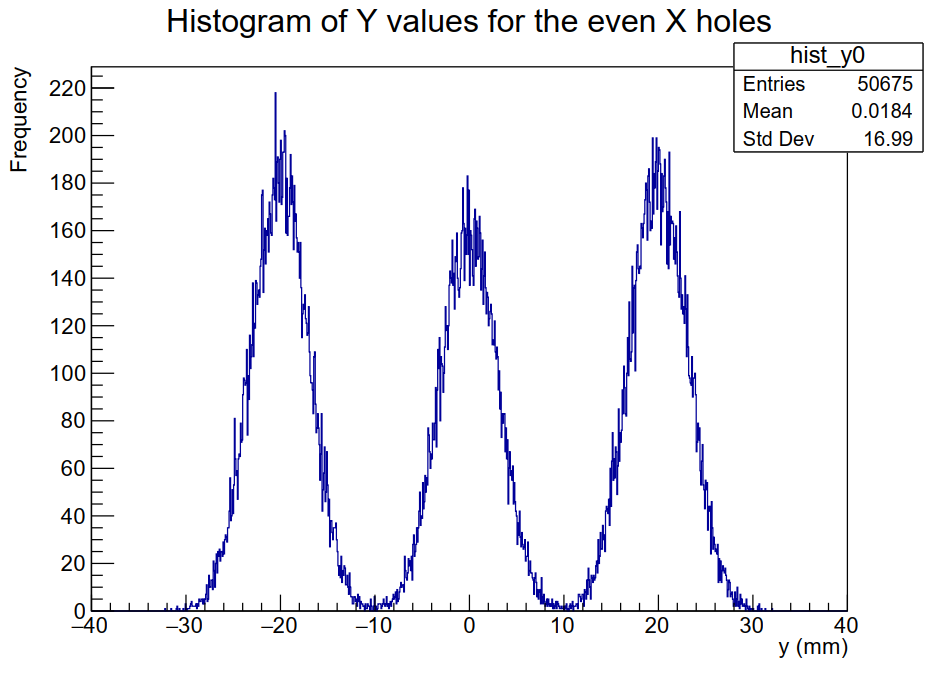 Histogram of Y values for the even X holes
hist_y0
Entries 50675
Mean 0.0184
Std Dev 16.99
Frequency
220
200
180
160
140
120
100
80
60
40
20
0
−40 −30 −20 −10 0 10 20 30 40
y (mm)